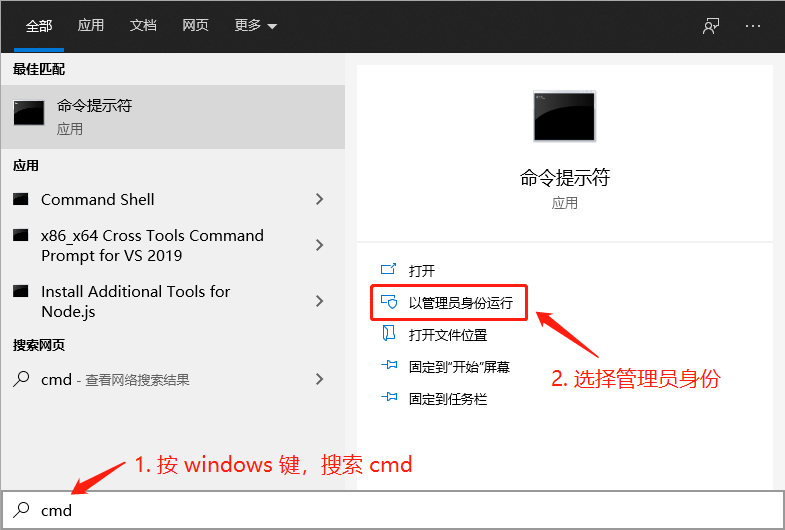 全部 应用 文档 网页 更多
最佳匹配
命令提示符
应用
应用
Command Shell
x86_x64 Cross Tools Command
Prompt for VS 2019
Install Additional Tools for
Node.js
搜索网页
cmd - 查看网络搜索结果
命令提示符
应用
打开
以管理员身份运行
打开文件位置
固定到"开始"屏幕
固定到任务栏
2. 选择管理员身份
1. 按 windows 键，搜索 cmd
cmd